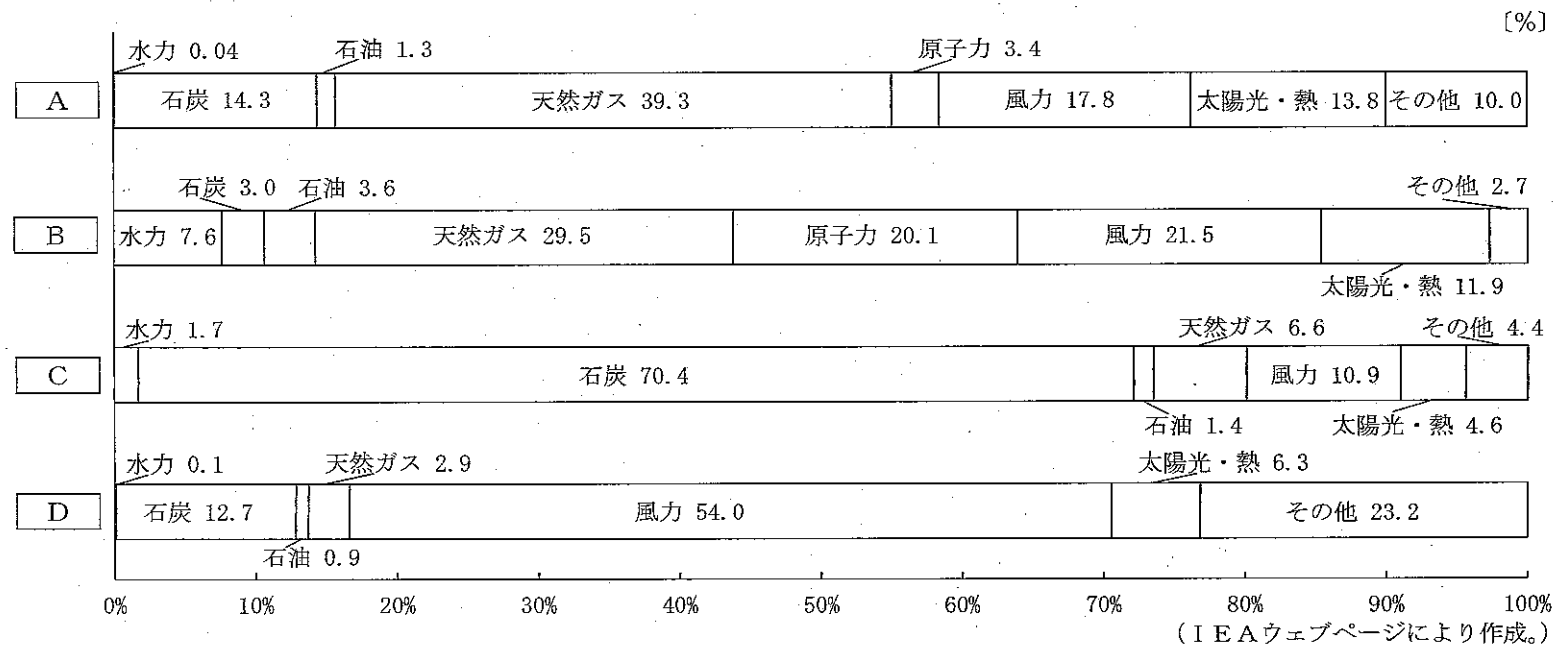 〔%〕
水力 0.04 石油 1.3 原子力 3.4
A 石炭 14.3 天然ガス 39.3 風力 17.8 太陽光・熱 13.8 その他 10.0
石炭 3.0 石油 3.6 その他 2.7
B 水力 7.6 天然ガス 29.5 原子力 20.1 風力 21.5
太陽光・熱 11.9
水力 1.7 天然ガス 6.6 その他 4.4
C 石炭 70.4 風力 10.9
石油 1.4 太陽光・熱 4.6
水力 0.1 天然ガス 2.9 太陽光・熱 6.3
D 石炭 12.7 風力 54.0 その他 23.2
石油 0.9
0% 10% 20% 30% 40% 50% 60% 70% 80% 90% 100%
(IEAウェブページにより作成。)